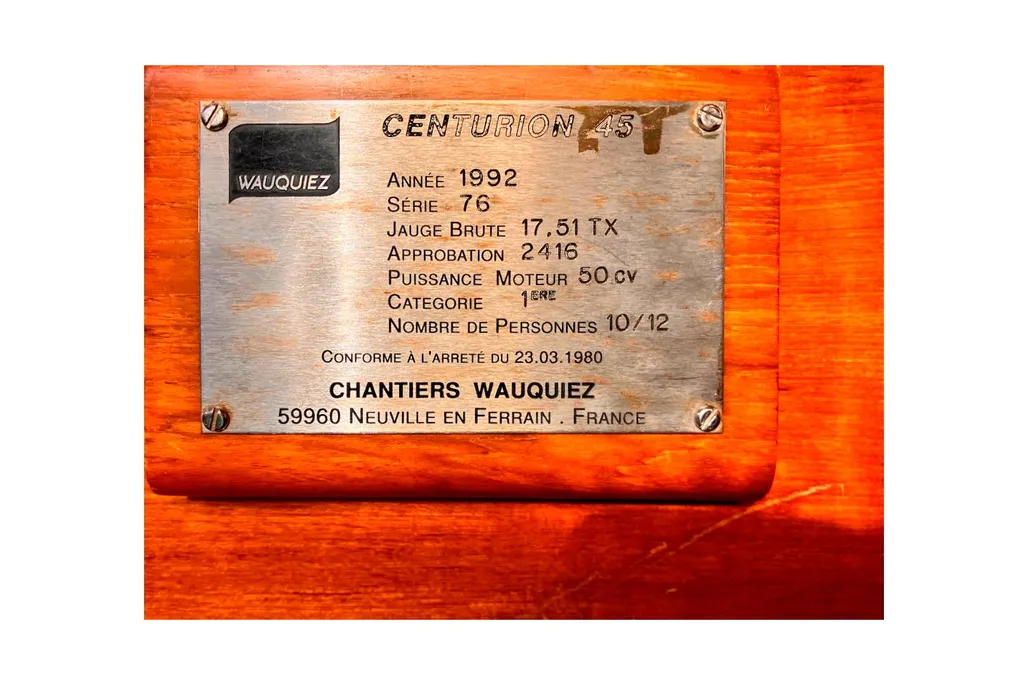 CENTURION 45
WAUQUIEZ
ANNÉE 1992
SÉRIE 76
JAUGE BRUTE 17,51 TX
APPROBATION 2416
PUISSANCE MOTEUR 50 CV
CATEGORIE 1ERE
NOMBRE DE PERSONNES 10/12
CONFORME À L'ARRETÉ DU 23.03.1980
CHANTIERS WAUQUIEZ
59960 NEUVILLE EN FERRAIN . FRANCE